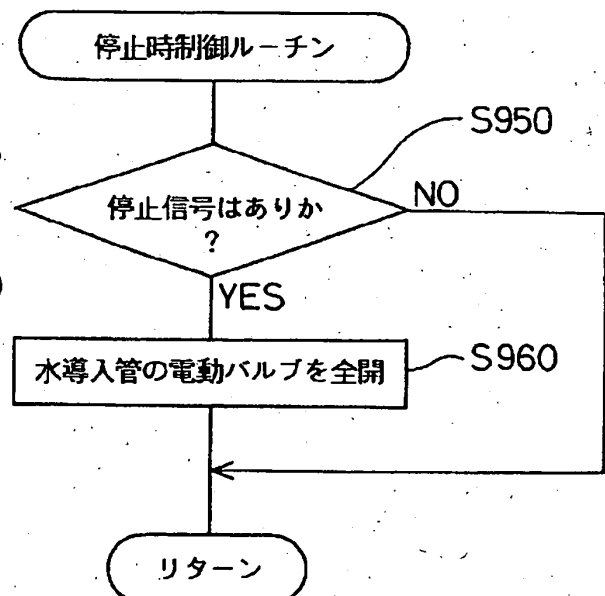 停止時制御ルーチン
S950
停止信号はありか
?
NO
YES
水導入管の電動バルブを全開
S960
リターン